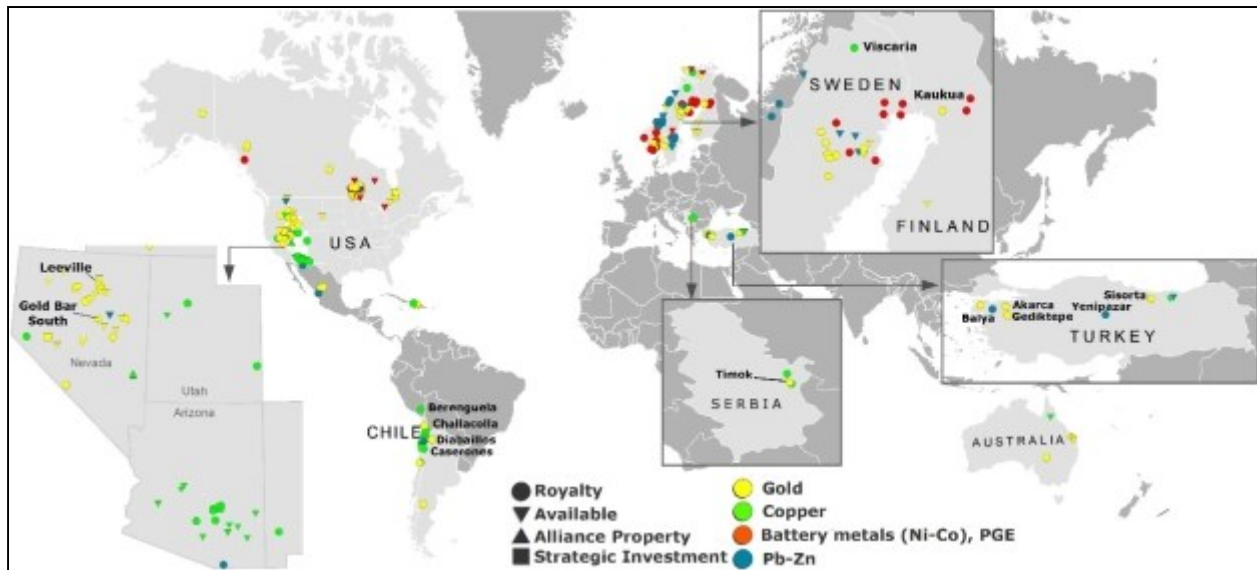 Viscaria
SWEDEN
Kaukua
FINLAND
USA
Leeville
Gold Bar
South
Nevada
Utah
Arizona
Sisorta
Akarca
Balya
Gediktepe
Yenipazar
TURKEY
Timok
SERBIA
Berenguela
Challacolla
CHILE
Diabaillos
Caserones
AUSTRALIA
Royalty
Available
Alliance Property
Strategic Investment
Gold
Copper
Battery metals (Ni-Co), PGE
Pb-Zn